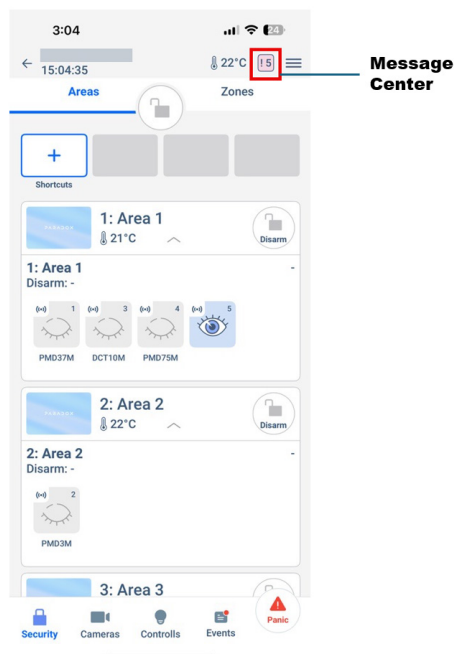 3:04
24
15:04:35
22°C
! 5
Message
Center
Areas
Zones
+
Shortcuts
PARADOX
1: Area 1
21°C
Disarm
1: Area 1
-
Disarm: -
1
3
4
5
PMD37M
DCT10M
PMD75M
PARADOX
2: Area 2
22°C
Disarm
2: Area 2
-
Disarm: -
2
PMD3M
3: Area 3
Security
Cameras
Controlls
Events
Panic